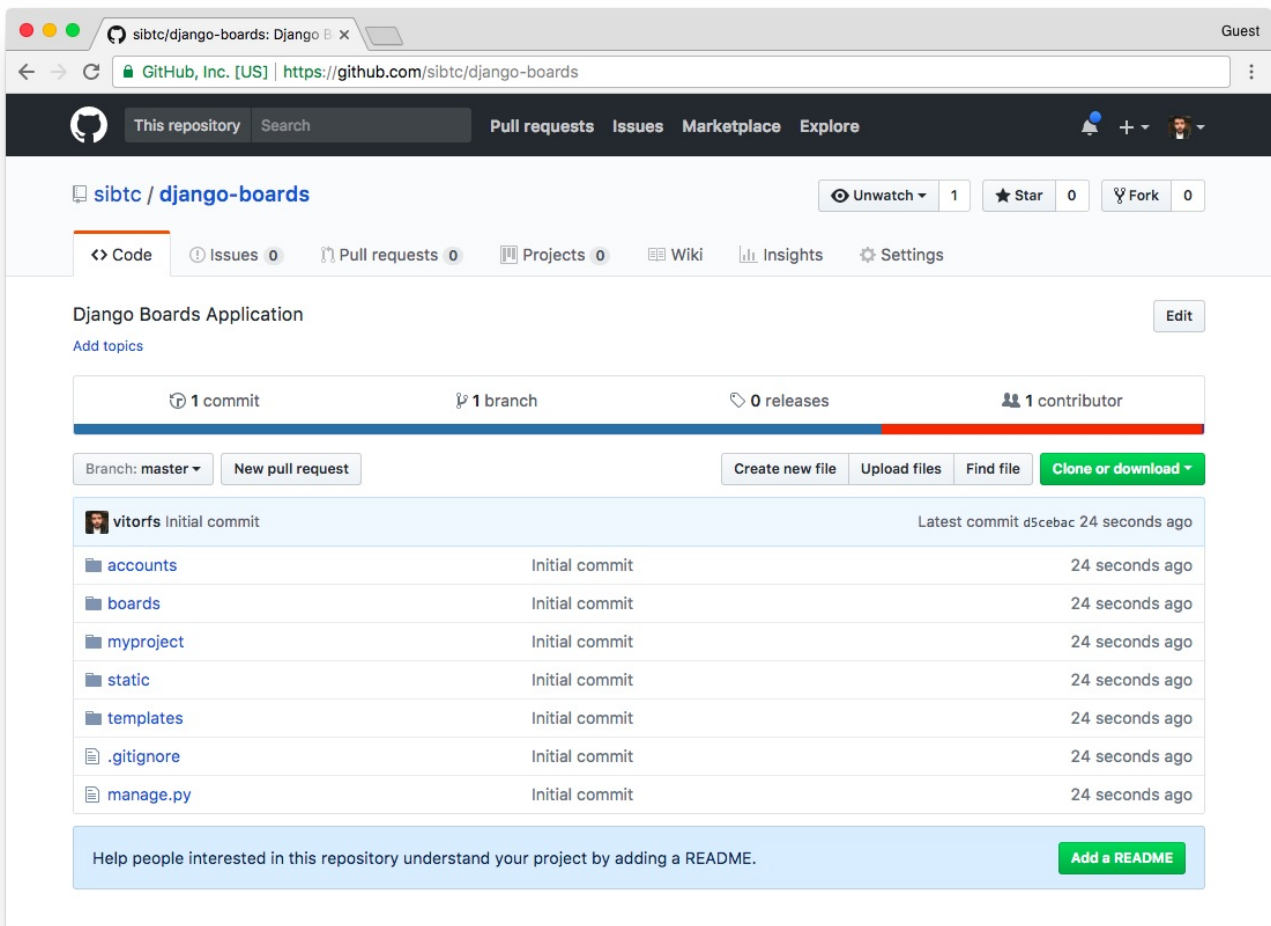 sibtc/django-boards: Django B
Guest
GitHub, Inc. [US] | https://github.com/sibtc/django-boards
This repository Search Pull requests Issues Marketplace Explore
sibtc / django-boards Unwatch 1 Star 0 Fork 0
<> Code Issues 0 Pull requests 0 Projects 0 Wiki Insights Settings
Django Boards Application Edit
Add topics
1 commit 1 branch 0 releases 1 contributor
Branch: master New pull request Create new file Upload files Find file Clone or download
vitorfs Initial commit Latest commit d5cebac 24 seconds ago
accounts Initial commit 24 seconds ago
boards Initial commit 24 seconds ago
myproject Initial commit 24 seconds ago
static Initial commit 24 seconds ago
templates Initial commit 24 seconds ago
.gitignore Initial commit 24 seconds ago
manage.py Initial commit 24 seconds ago
Help people interested in this repository understand your project by adding a README. Add a README